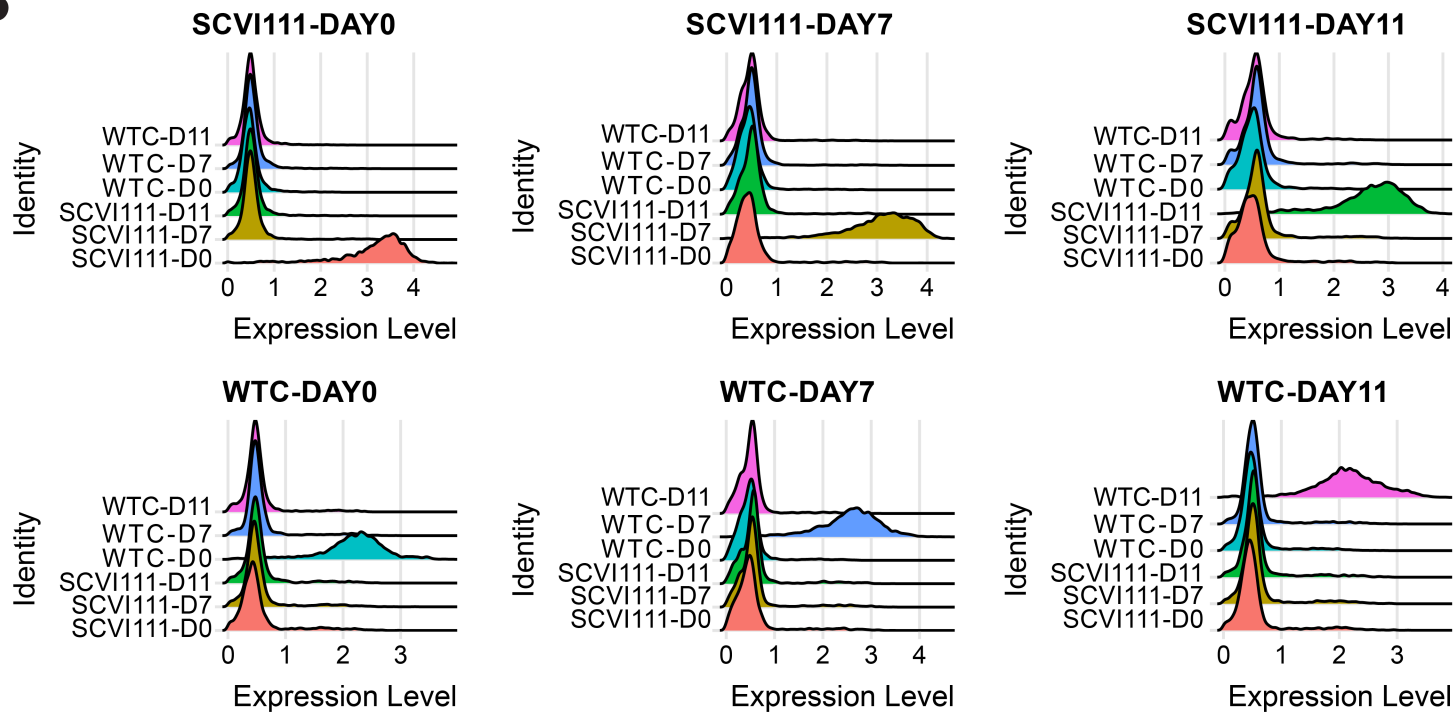 SCVI111-DAY0
Identity
WTC-D11
WTC-D7
WTC-D0
SCVI111-D11
SCVI111-D7
SCVI111-D0
0 1 2 3 4
Expression Level
SCVI111-DAY7
Identity
WTC-D11
WTC-D7
WTC-D0
SCVI111-D11
SCVI111-D7
SCVI111-D0
0 1 2 3 4
Expression Level
SCVI111-DAY11
Identity
WTC-D11
WTC-D7
WTC-D0
SCVI111-D11
SCVI111-D7
SCVI111-D0
0 1 2 3 4
Expression Level
WTC-DAY0
Identity
WTC-D11
WTC-D7
WTC-D0
SCVI111-D11
SCVI111-D7
SCVI111-D0
0 1 2 3
Expression Level
WTC-DAY7
Identity
WTC-D11
WTC-D7
WTC-D0
SCVI111-D11
SCVI111-D7
SCVI111-D0
0 1 2 3 4
Expression Level
WTC-DAY11
Identity
WTC-D11
WTC-D7
WTC-D0
SCVI111-D11
SCVI111-D7
SCVI111-D0
0 1 2 3
Expression Level